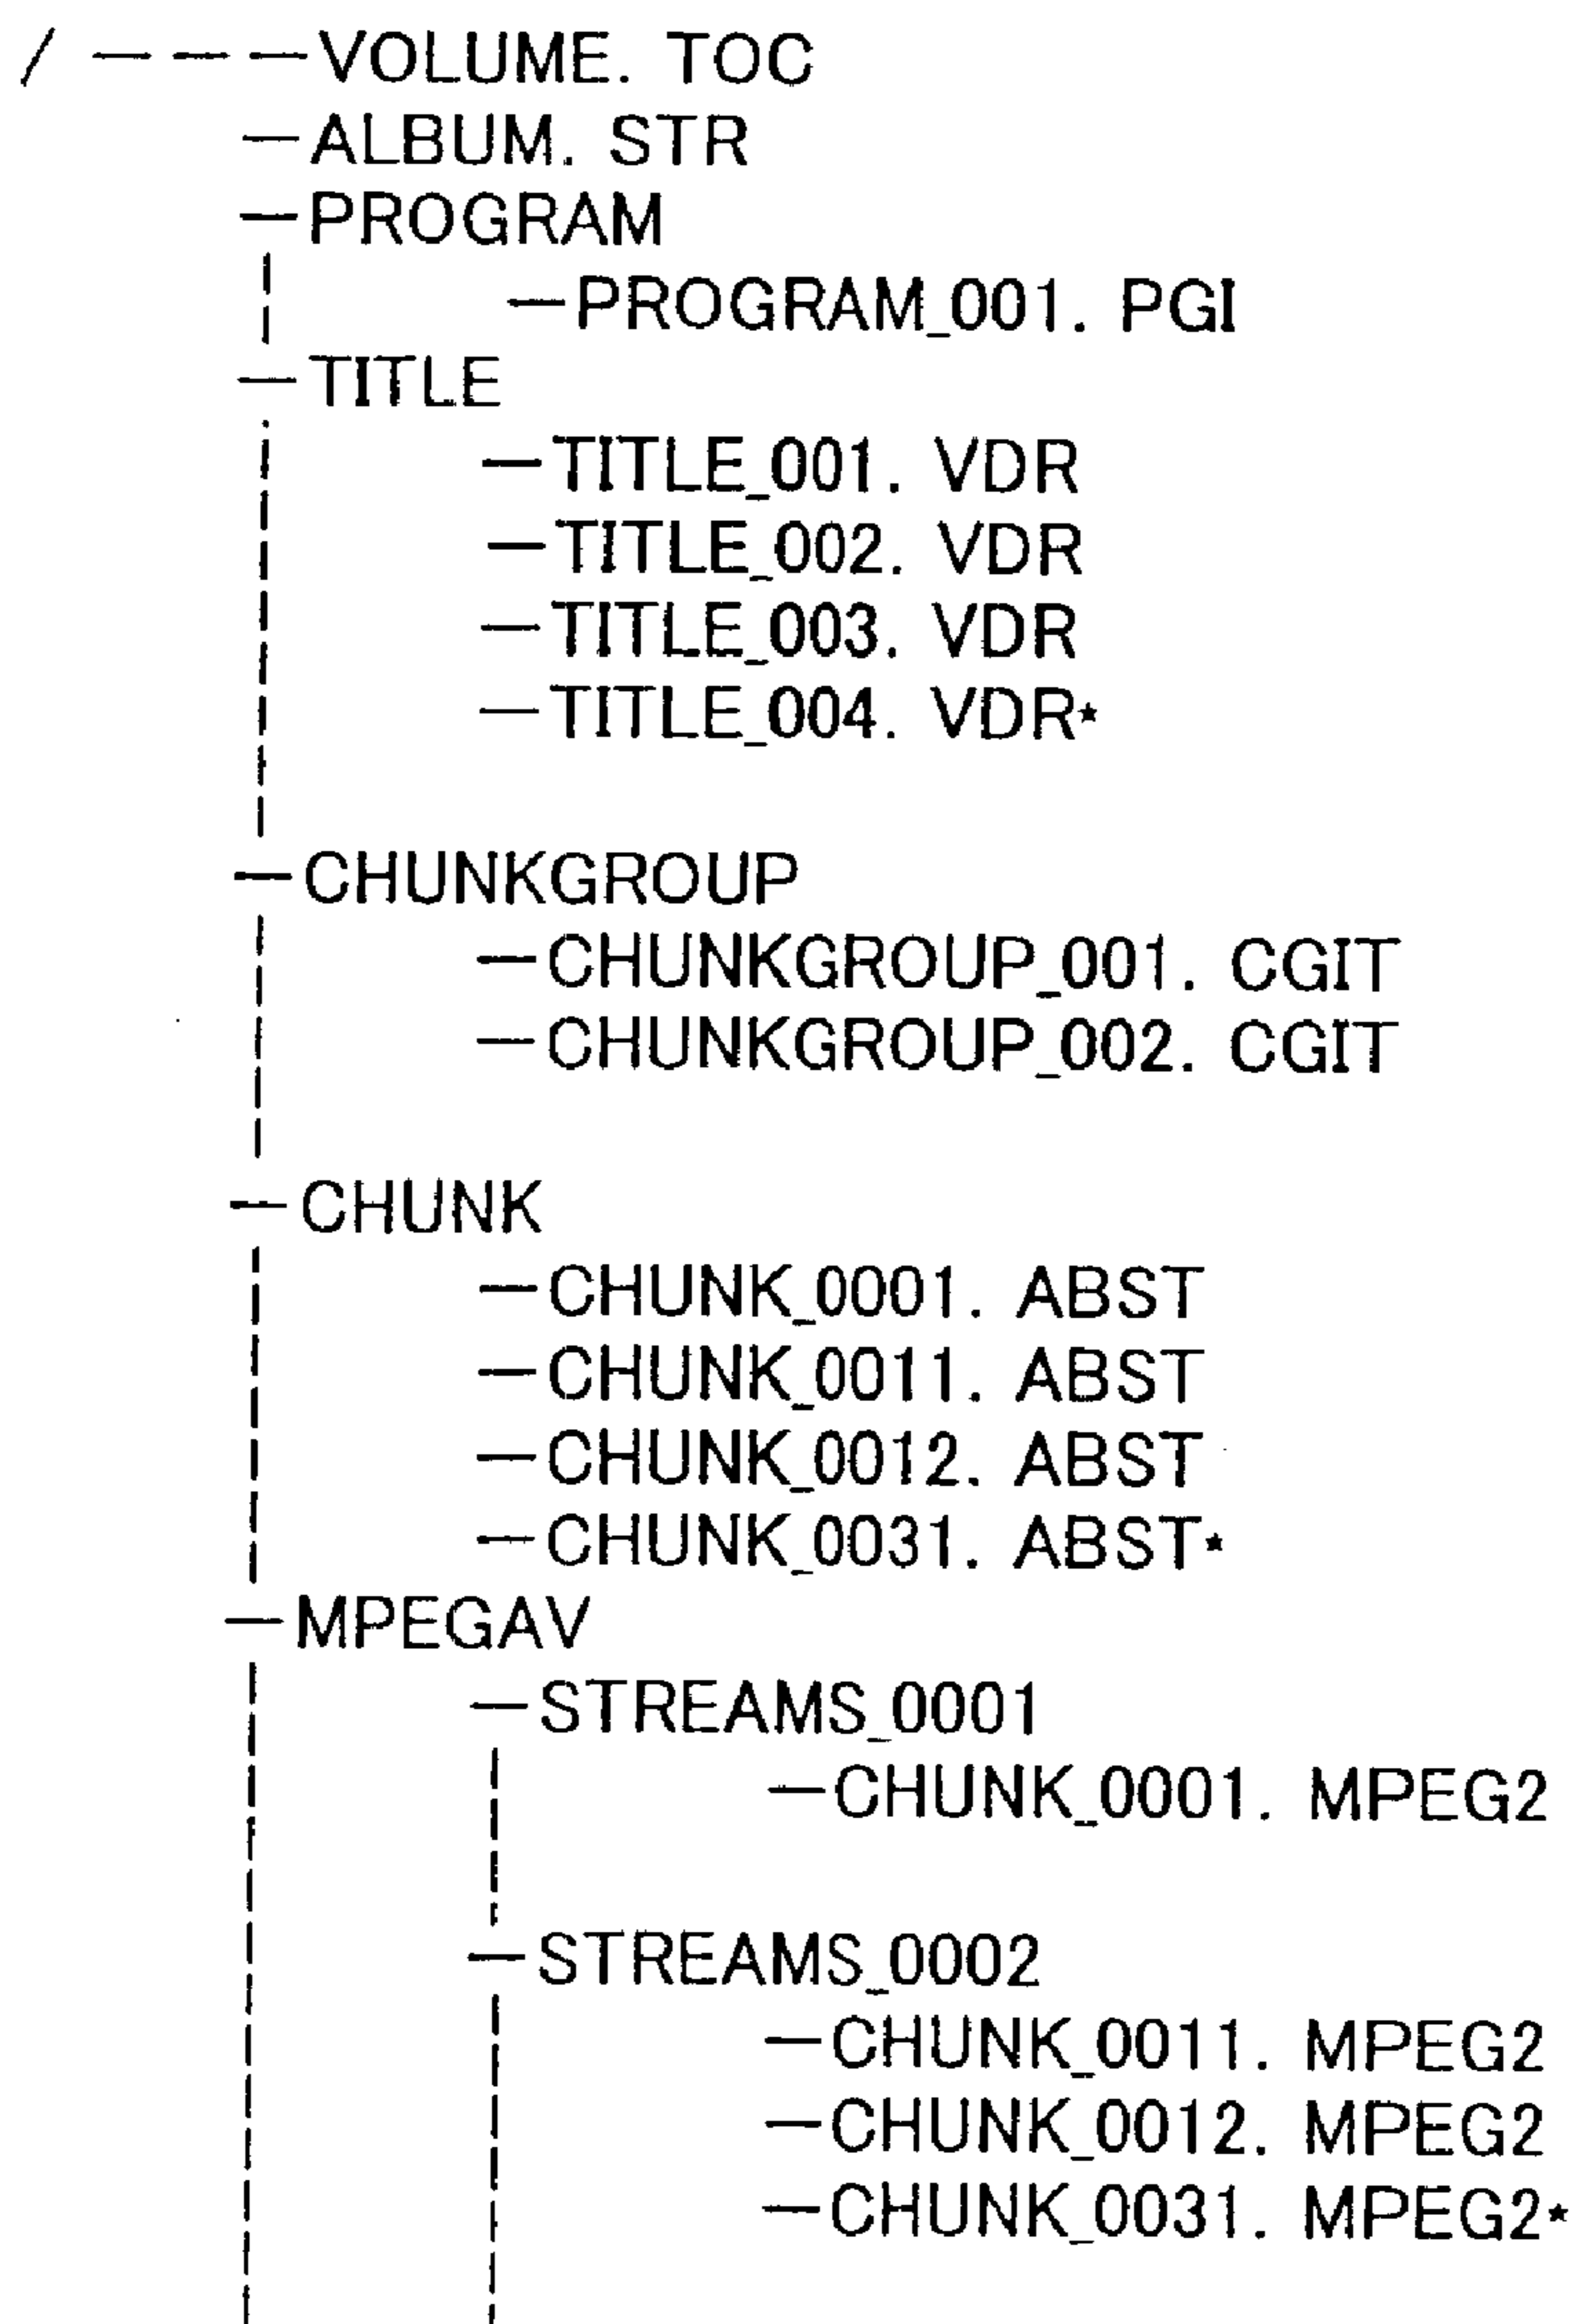 / ---VOLUME. TOC
-ALBUM. STR
-PROGRAM
-PROGRAM_001. PGI
-TITLE
-TITLE_001. VDR
-TITLE_002. VDR
-TITLE_003. VDR
-TITLE_004. VDR★
-CHUNKGROUP
-CHUNKGROUP_001. CGIT
-CHUNKGROUP_002. CGIT
-CHUNK
-CHUNK_0001. ABST
-CHUNK_0011. ABST
-CHUNK_0012. ABST
-CHUNK_0031. ABST★
-MPEGAV
-STREAMS_0001
-CHUNK_0001. MPEG2
-STREAMS_0002
-CHUNK_0011. MPEG2
-CHUNK_0012. MPEG2
-CHUNK_0031. MPEG2★